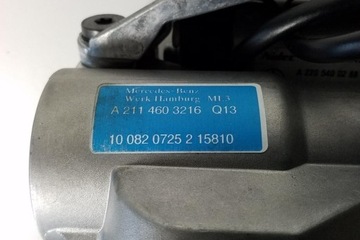 Mercedes-Benz
Werk Hamburg ML3
A 211 460 3216 Q13
10 082 0725 2 15810